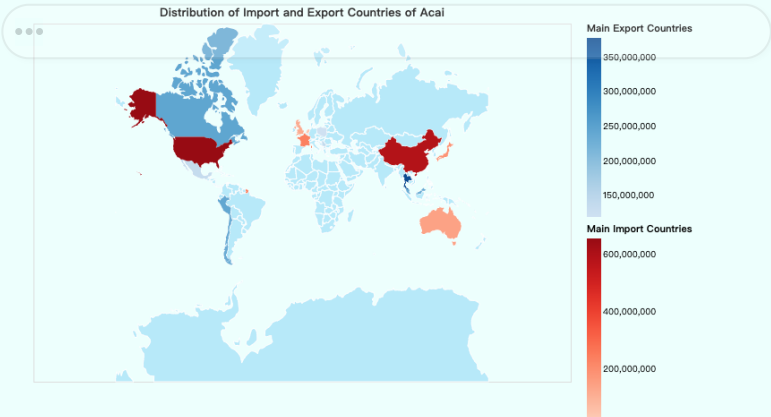 Distribution of Import and Export Countries of Acai
Main Export Countries
350,000,000
300,000,000
250,000,000
200,000,000
150,000,000
Main Import Countries
600,000,000
400,000,000
200,000,000